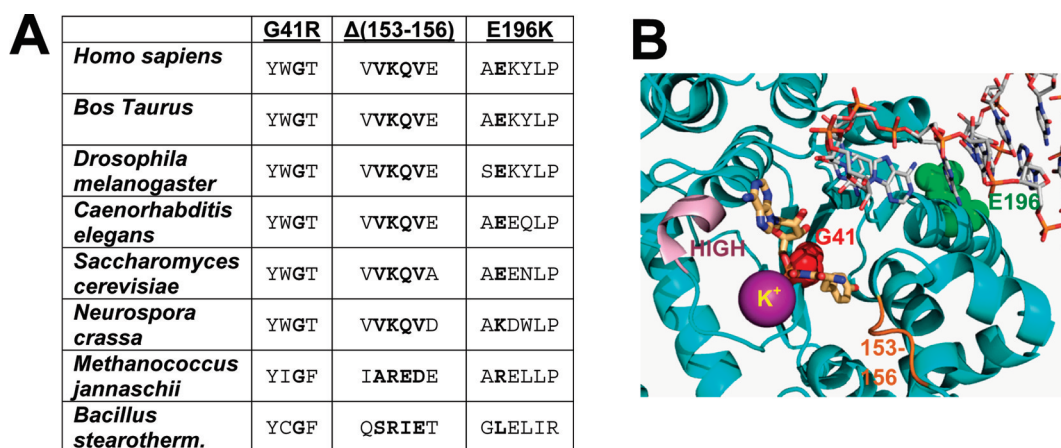 A
G41R Δ(153-156) E196K
Homo sapiens YWGT VVKQVE AEKYLP
Bos Taurus YWGT VVKQVE AEKYLP
Drosophila
melanogaster YWGT VVKQVE SEKYLP
Caenorhabditis
elegans YWGT VVKQVE AEEQLP
Saccharomyces
cerevisiae YWGT VVKQVA AEENLP
Neurospora
crassa YWGT VVKQVD AKDWLP
Methanococcus
jannaschii YIGF IAREDE ARELLP
Bacillus
stearotherm. YCGF QSRIET GLELIR
B
E196
G41
HIGH
K+
153-
156